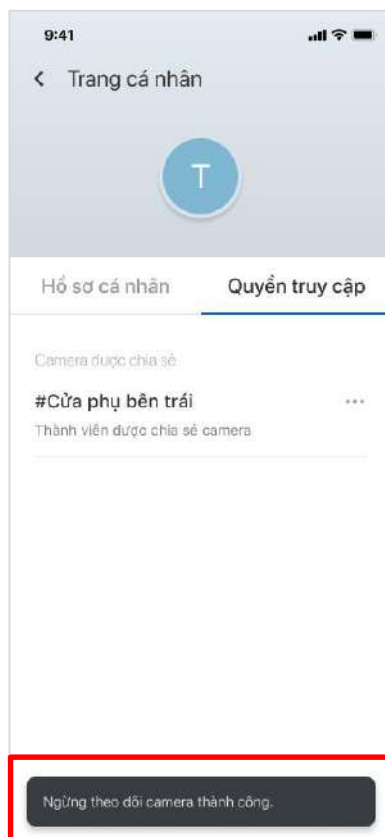 9:41
Trang cá nhân
T
Hồ sơ cá nhân
Quyền truy cập
Camera được chia sẻ
#Cửa phụ bên trái
Thành viên được chia sẻ camera
Ngừng theo dõi camera thành công.